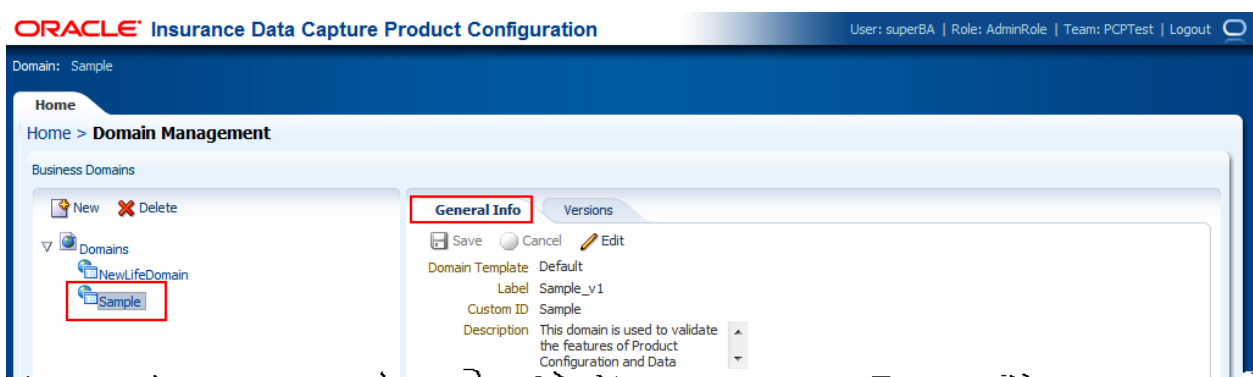 ORACLE Insurance Data Capture Product Configuration
User: superBA | Role: AdminRole | Team: PCPTest | Logout
Domain: Sample
Home
Home > Domain Management
Business Domains
New Delete
Domains
NewLifeDomain
Sample
General Info Versions
Save Cancel Edit
Domain Template Default
Label Sample_v1
Custom ID Sample
Description This domain is used to validate
the features of Product
Configuration and Data